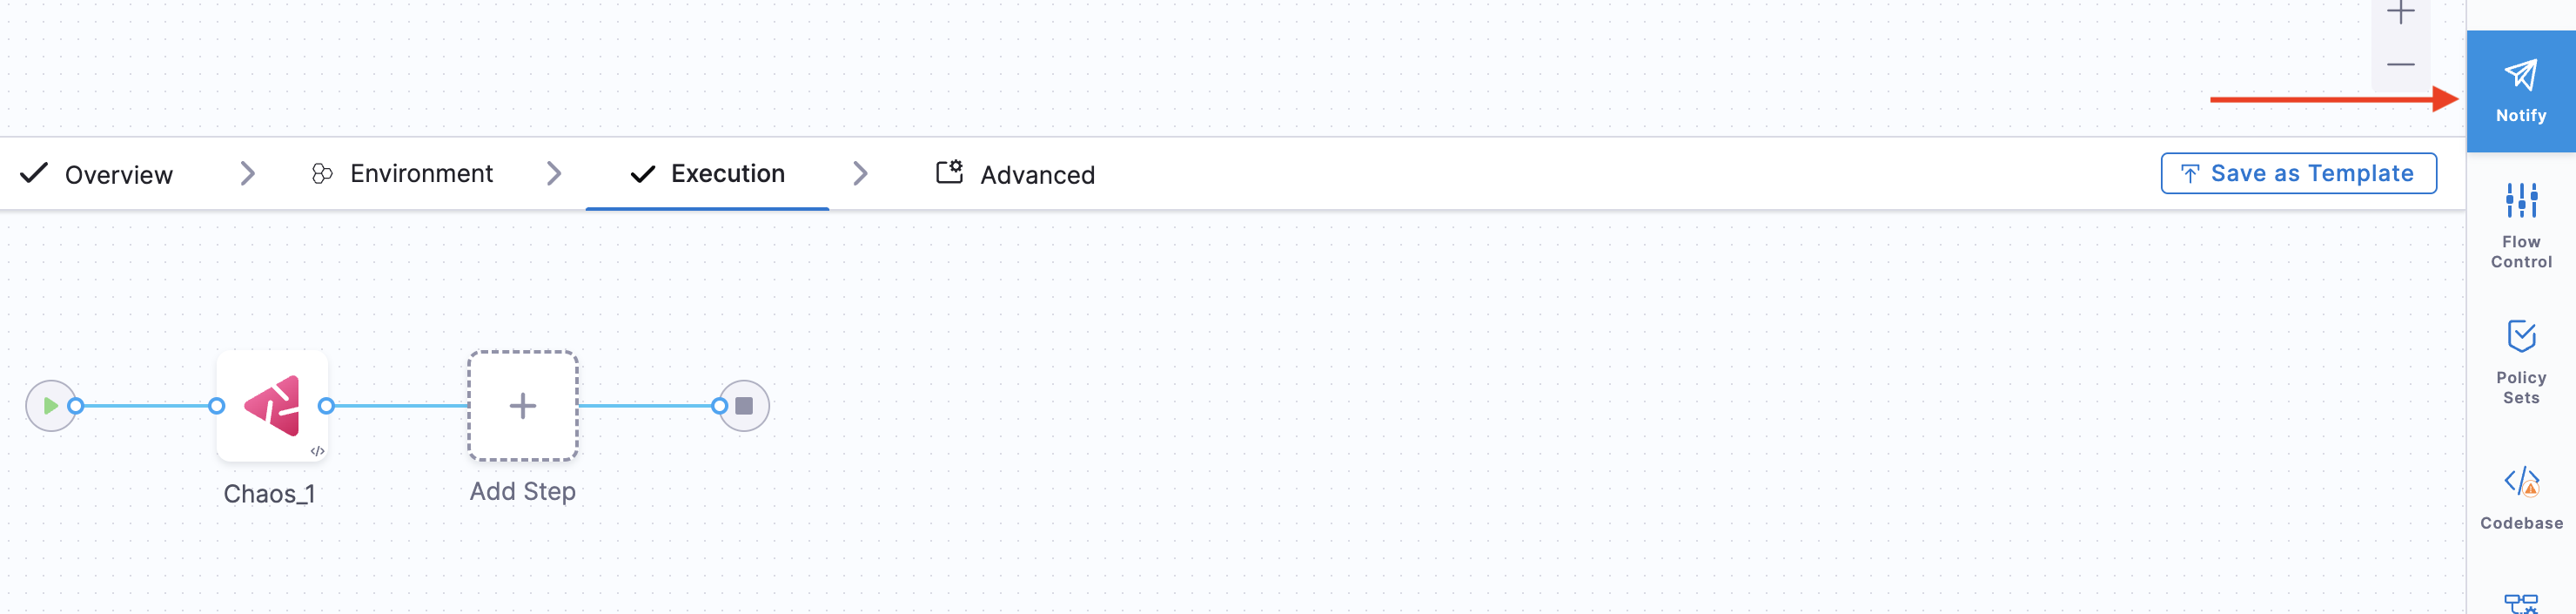 Notify
Overview
Environment
Execution
Advanced
Save as Template
Flow
Control
Policy
Sets
</>
Chaos_1
Add Step
Codebase